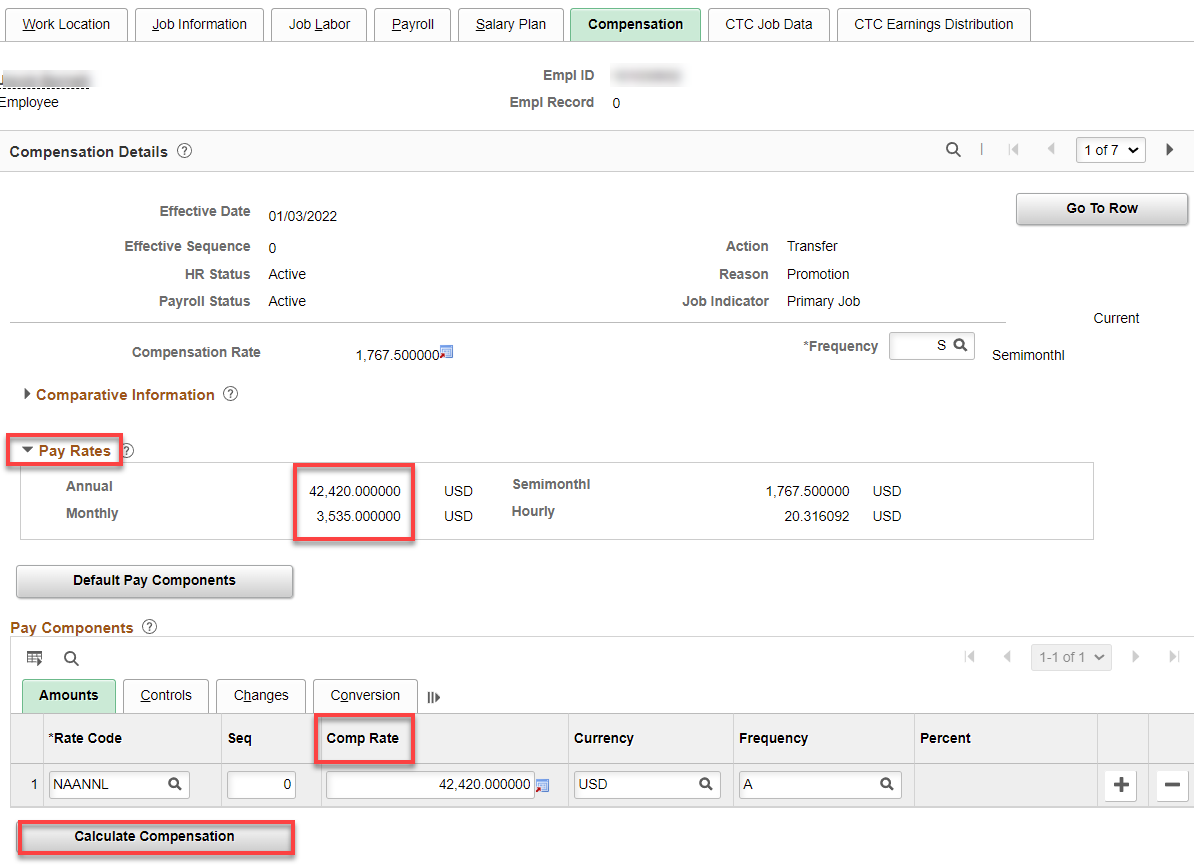 Work Location Job Information Job Labor Payroll Salary Plan Compensation CTC Job Data CTC Earnings Distribution
Empl ID
Employee Empl Record 0
Compensation Details ? 1 of 7
Effective Date 01/03/2022 Go To Row
Effective Sequence 0 Action Transfer
HR Status Active Reason Promotion
Payroll Status Active Job Indicator Primary Job
Current
Compensation Rate 1,767.500000 *Frequency S Semimonthl
Comparative Information ?
Pay Rates ?
Annual 42,420.000000 USD Semimonthl 1,767.500000 USD
Monthly 3,535.000000 USD Hourly 20.316092 USD
Default Pay Components
Pay Components ?
1-1 of 1
Amounts Controls Changes Conversion
*Rate Code Seq Comp Rate Currency Frequency Percent
1 NAANNL 0 42,420.000000 USD A
Calculate Compensation